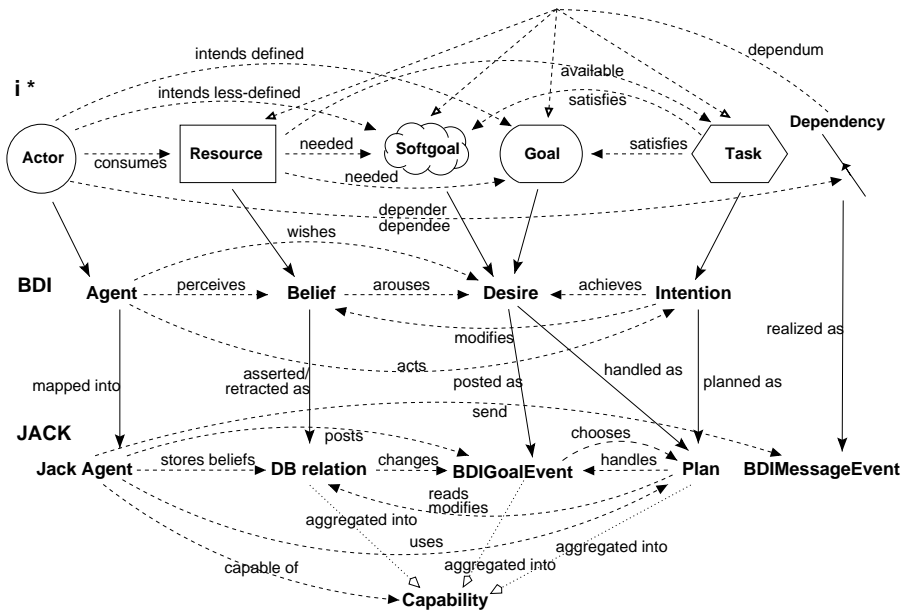 intends defined
dependum
available
i *
intends less-defined
satisfies
Dependency
Actor
consumes
Resource
needed
Softgoal
Goal
satisfies
Task
needed
depender
dependee
wishes
BDI
Agent
perceives
Belief
arouses
Desire
achieves
Intention
modifies
realized as
acts
mapped into
asserted/
retracted as
posted as
handled as
planned as
send
JACK
posts
chooses
Jack Agent
stores beliefs
DB relation
changes
BDIGoalEvent
handles
Plan
BDIMessageEvent
reads
modifies
aggregated into
uses
aggregated into
capable of
aggregated into
Capability